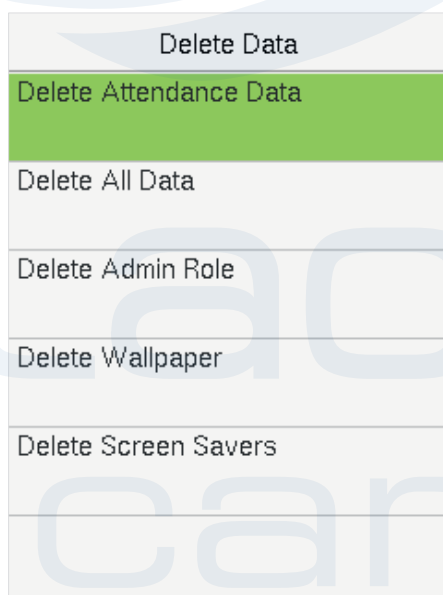 Delete Data
Delete Attendance Data
Delete All Data
Delete Admin Role
Delete Wallpaper
Delete Screen Savers